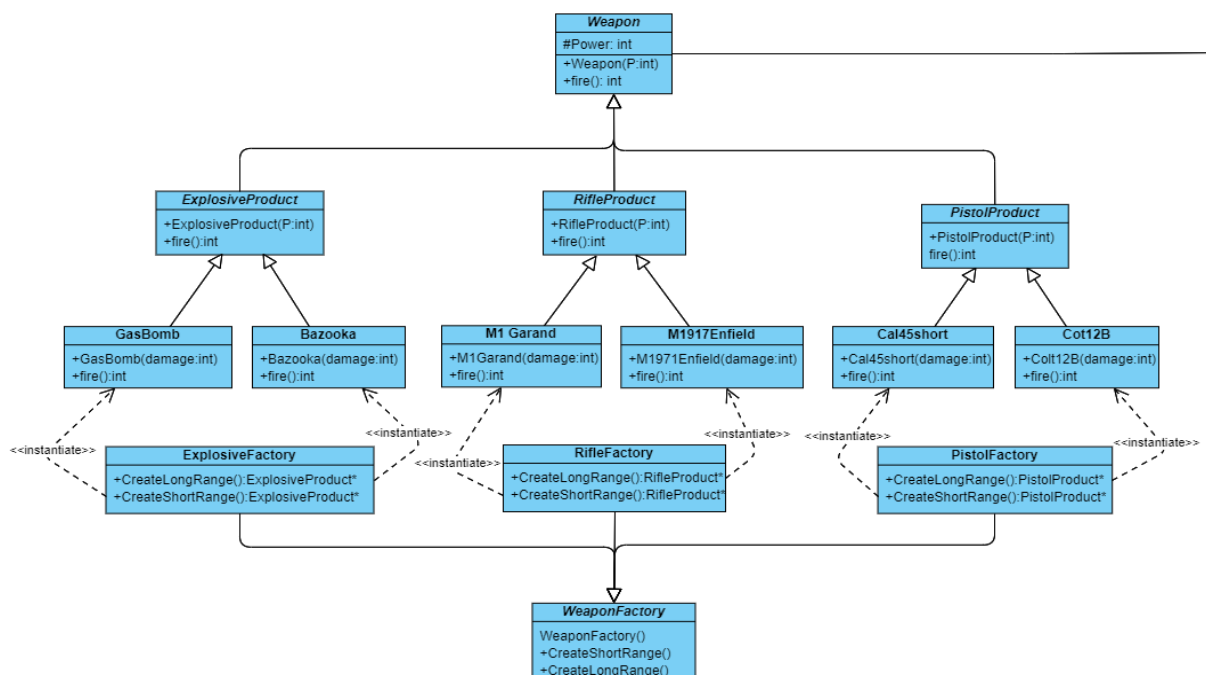 Weapon
#Power: int
+Weapon(P:int)
+fire(): int
ExplosiveProduct
+ExplosiveProduct(P:int)
+fire():int
RifleProduct
+RifleProduct(P:int)
+fire():int
PistolProduct
+PistolProduct(P:int)
fire():int
GasBomb
+GasBomb(damage:int)
+fire():int
Bazooka
+Bazooka(damage:int)
+fire():int
M1 Garand
+M1Garand(damage:int)
+fire():int
M1917Enfield
+M1971Enfield(damage:int)
+fire():int
Cal45short
+Cal45short(damage:int)
+fire():int
Cot12B
+Colt12B(damage:int)
+fire():int
<<instantiate>>
<<instantiate>>
<<instantiate>>
<<instantiate>>
<<instantiate>>
<<instantiate>>
ExplosiveFactory
+CreateLongRange():ExplosiveProduct*
+CreateShortRange():ExplosiveProduct*
RifleFactory
+CreateLongRange():RifleProduct*
+CreateShortRange():RifleProduct*
PistolFactory
+CreateLongRange():PistolProduct*
+CreateShortRange():PistolProduct*
WeaponFactory
WeaponFactory()
+CreateShortRange()
+CreateLongRange()